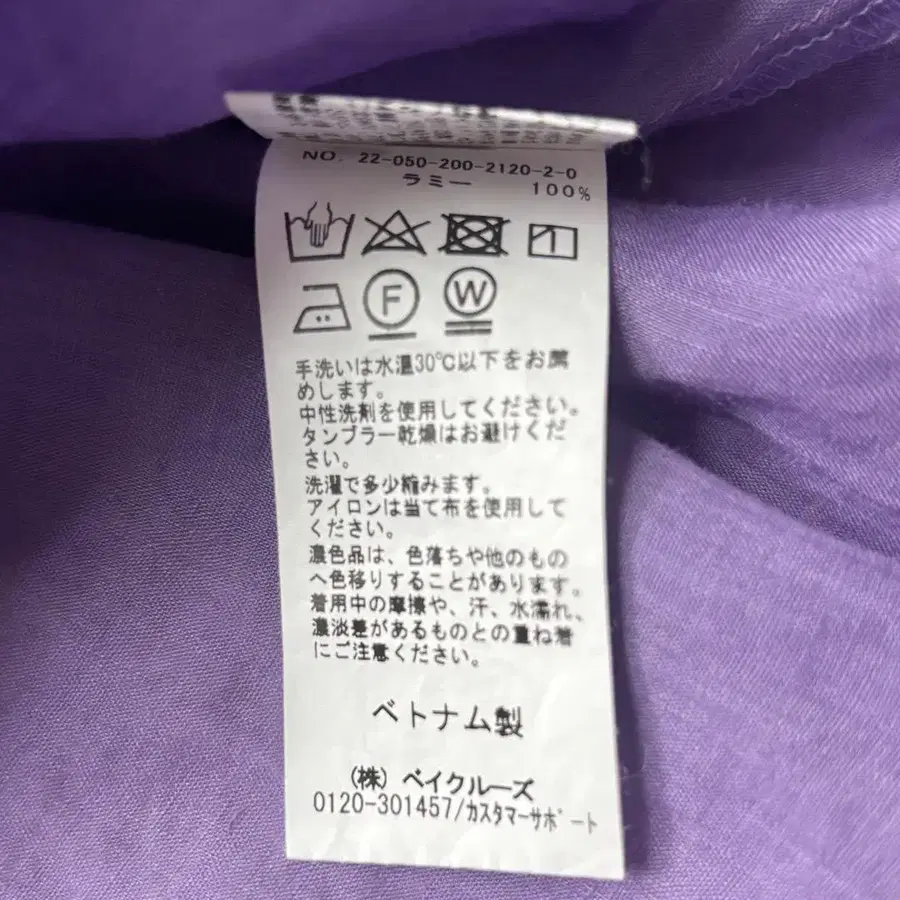 NO. 22-050-200-2120-2-0
ラミー 100%
F W
手洗いは水温30℃以下をお薦
めします。
中性洗剤を使用してください。
タンブラー乾燥はお避けくだ
さい。
洗濯で多少縮みます。
アイロンは当て布を使用して
ください。
濃色品は、色落ちや他のもの
へ色移りすることがあります。
着用中の摩擦や、汗、水濡れ、
濃淡差があるものとの重ね着
にご注意ください。
ベトナム製
(株) ベイクルーズ
0120-301457/カスタマーサポート